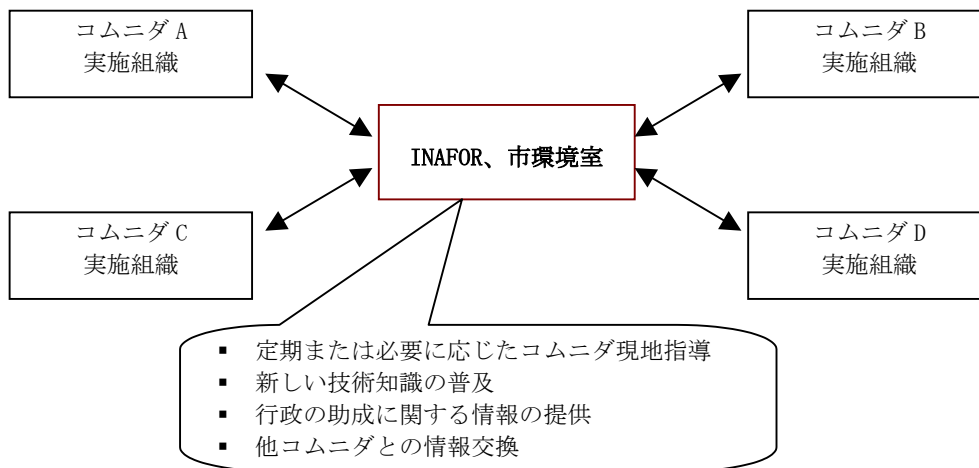 コムニダ A
実施組織
コムニダ B
実施組織
INAFOR、市環境室
コムニダ C
実施組織
コムニダ D
実施組織
▪ 定期または必要に応じたコムニダ現地指導
▪ 新しい技術知識の普及
▪ 行政の助成に関する情報の提供
▪ 他コムニダとの情報交換